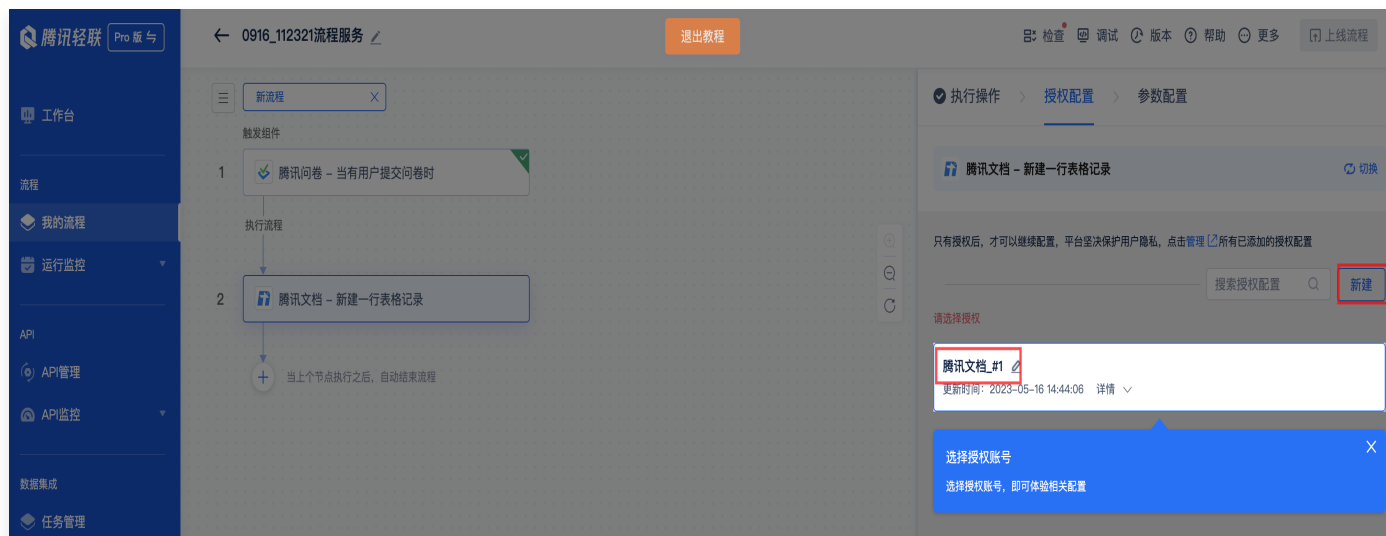 腾讯轻联 Pro 版
0916_112321流程服务
退出教程
检查 调试 版本 帮助 更多 上线流程
工作台
流程
我的流程
运行监控
API
API管理
API监控
数据集成
任务管理
新流程
触发组件
1 腾讯问卷 – 当有用户提交问卷时
执行流程
2 腾讯文档 – 新建一行表格记录
当上个节点执行之后，自动结束流程
执行操作 授权配置 参数配置
腾讯文档 – 新建一行表格记录 切换
只有授权后，才可以继续配置，平台坚决保护用户隐私，点击管理 所有已添加的授权配置
搜索授权配置 新建
请选择授权
腾讯文档_#1
更新时间：2023-05-16 14:44:06 详情
选择授权账号
选择授权账号，即可体验相关配置